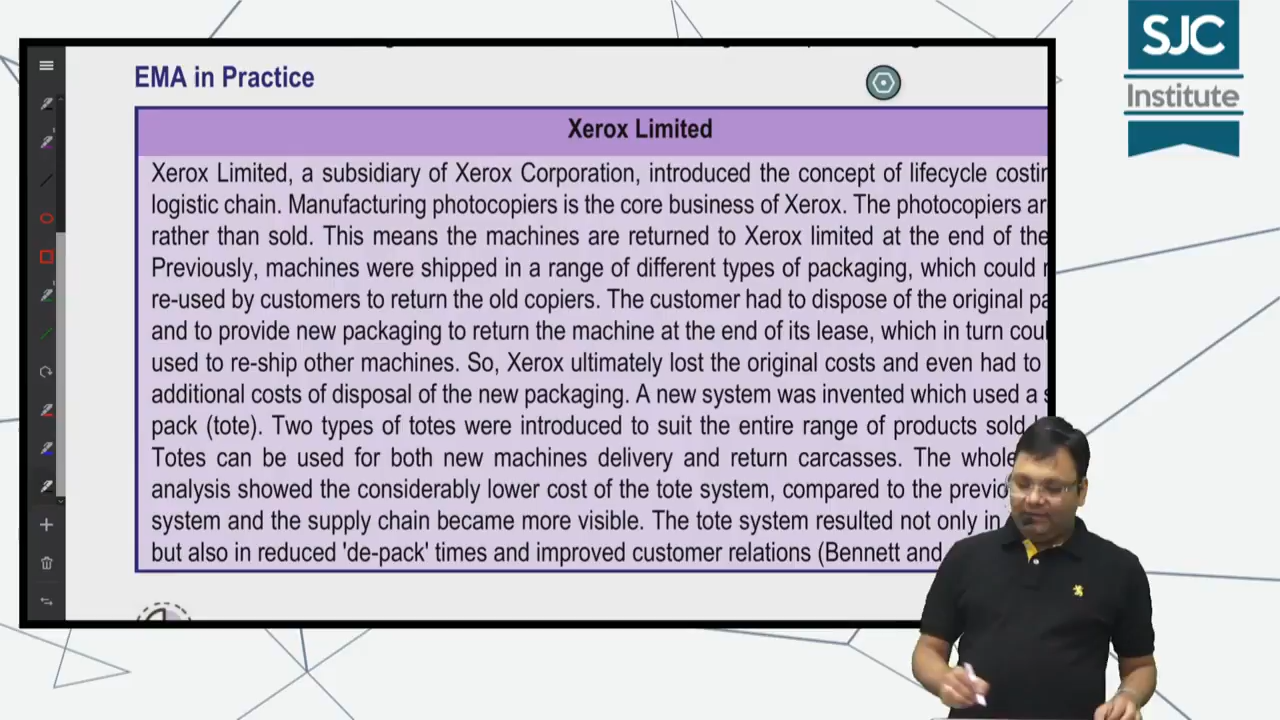 SJC
Institute
EMA in Practice
Xerox Limited
Xerox Limited, a subsidiary of Xerox Corporation, introduced the concept of lifecycle
logistic chain. Manufacturing photocopiers is the core business of Xerox. The photocopiers
rather than sold. This means the machines are returned to Xerox limited at the end of the
Previously, machines were shipped in a range of different types of packaging, which could
re-used by customers to return the old copiers. The customer had to dispose of the original
and to provide new packaging to return the machine at the end of its lease, which in turn
used to re-ship other machines. So, Xerox ultimately lost the original costs and even had to
additional costs of disposal of the new packaging. A new system was invented which used a
pack (tote). Two types of totes were introduced to suit the entire range of products sold
Totes can be used for both new machines delivery and return carcasses. The whole
analysis showed the considerably lower cost of the tote system, compared to the
system and the supply chain became more visible. The tote system resulted not only in
but also in reduced 'de-pack' times and improved customer relations (Bennett and